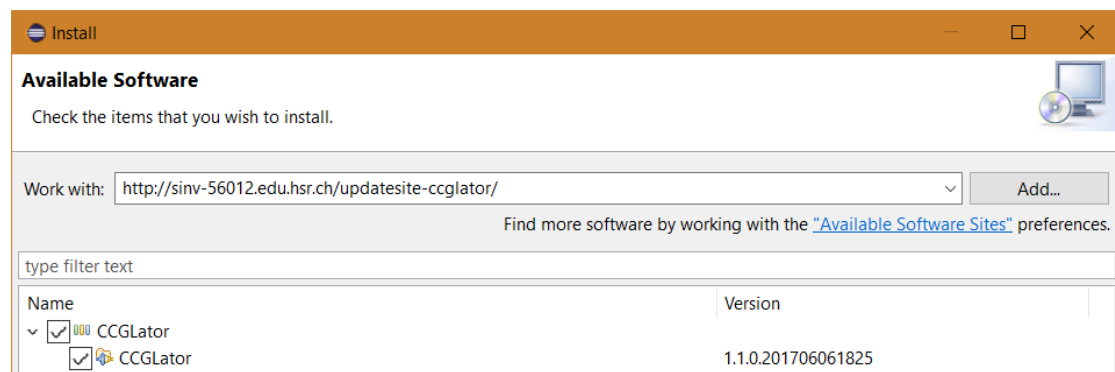 Install
Available Software
Check the items that you wish to install.
Work with: http://sinv-56012.edu.hsr.ch/updatesite-ccglator/ Add...
Find more software by working with the "Available Software Sites" preferences.
type filter text
Name Version
CCGLator
CCGLator 1.1.0.201706061825